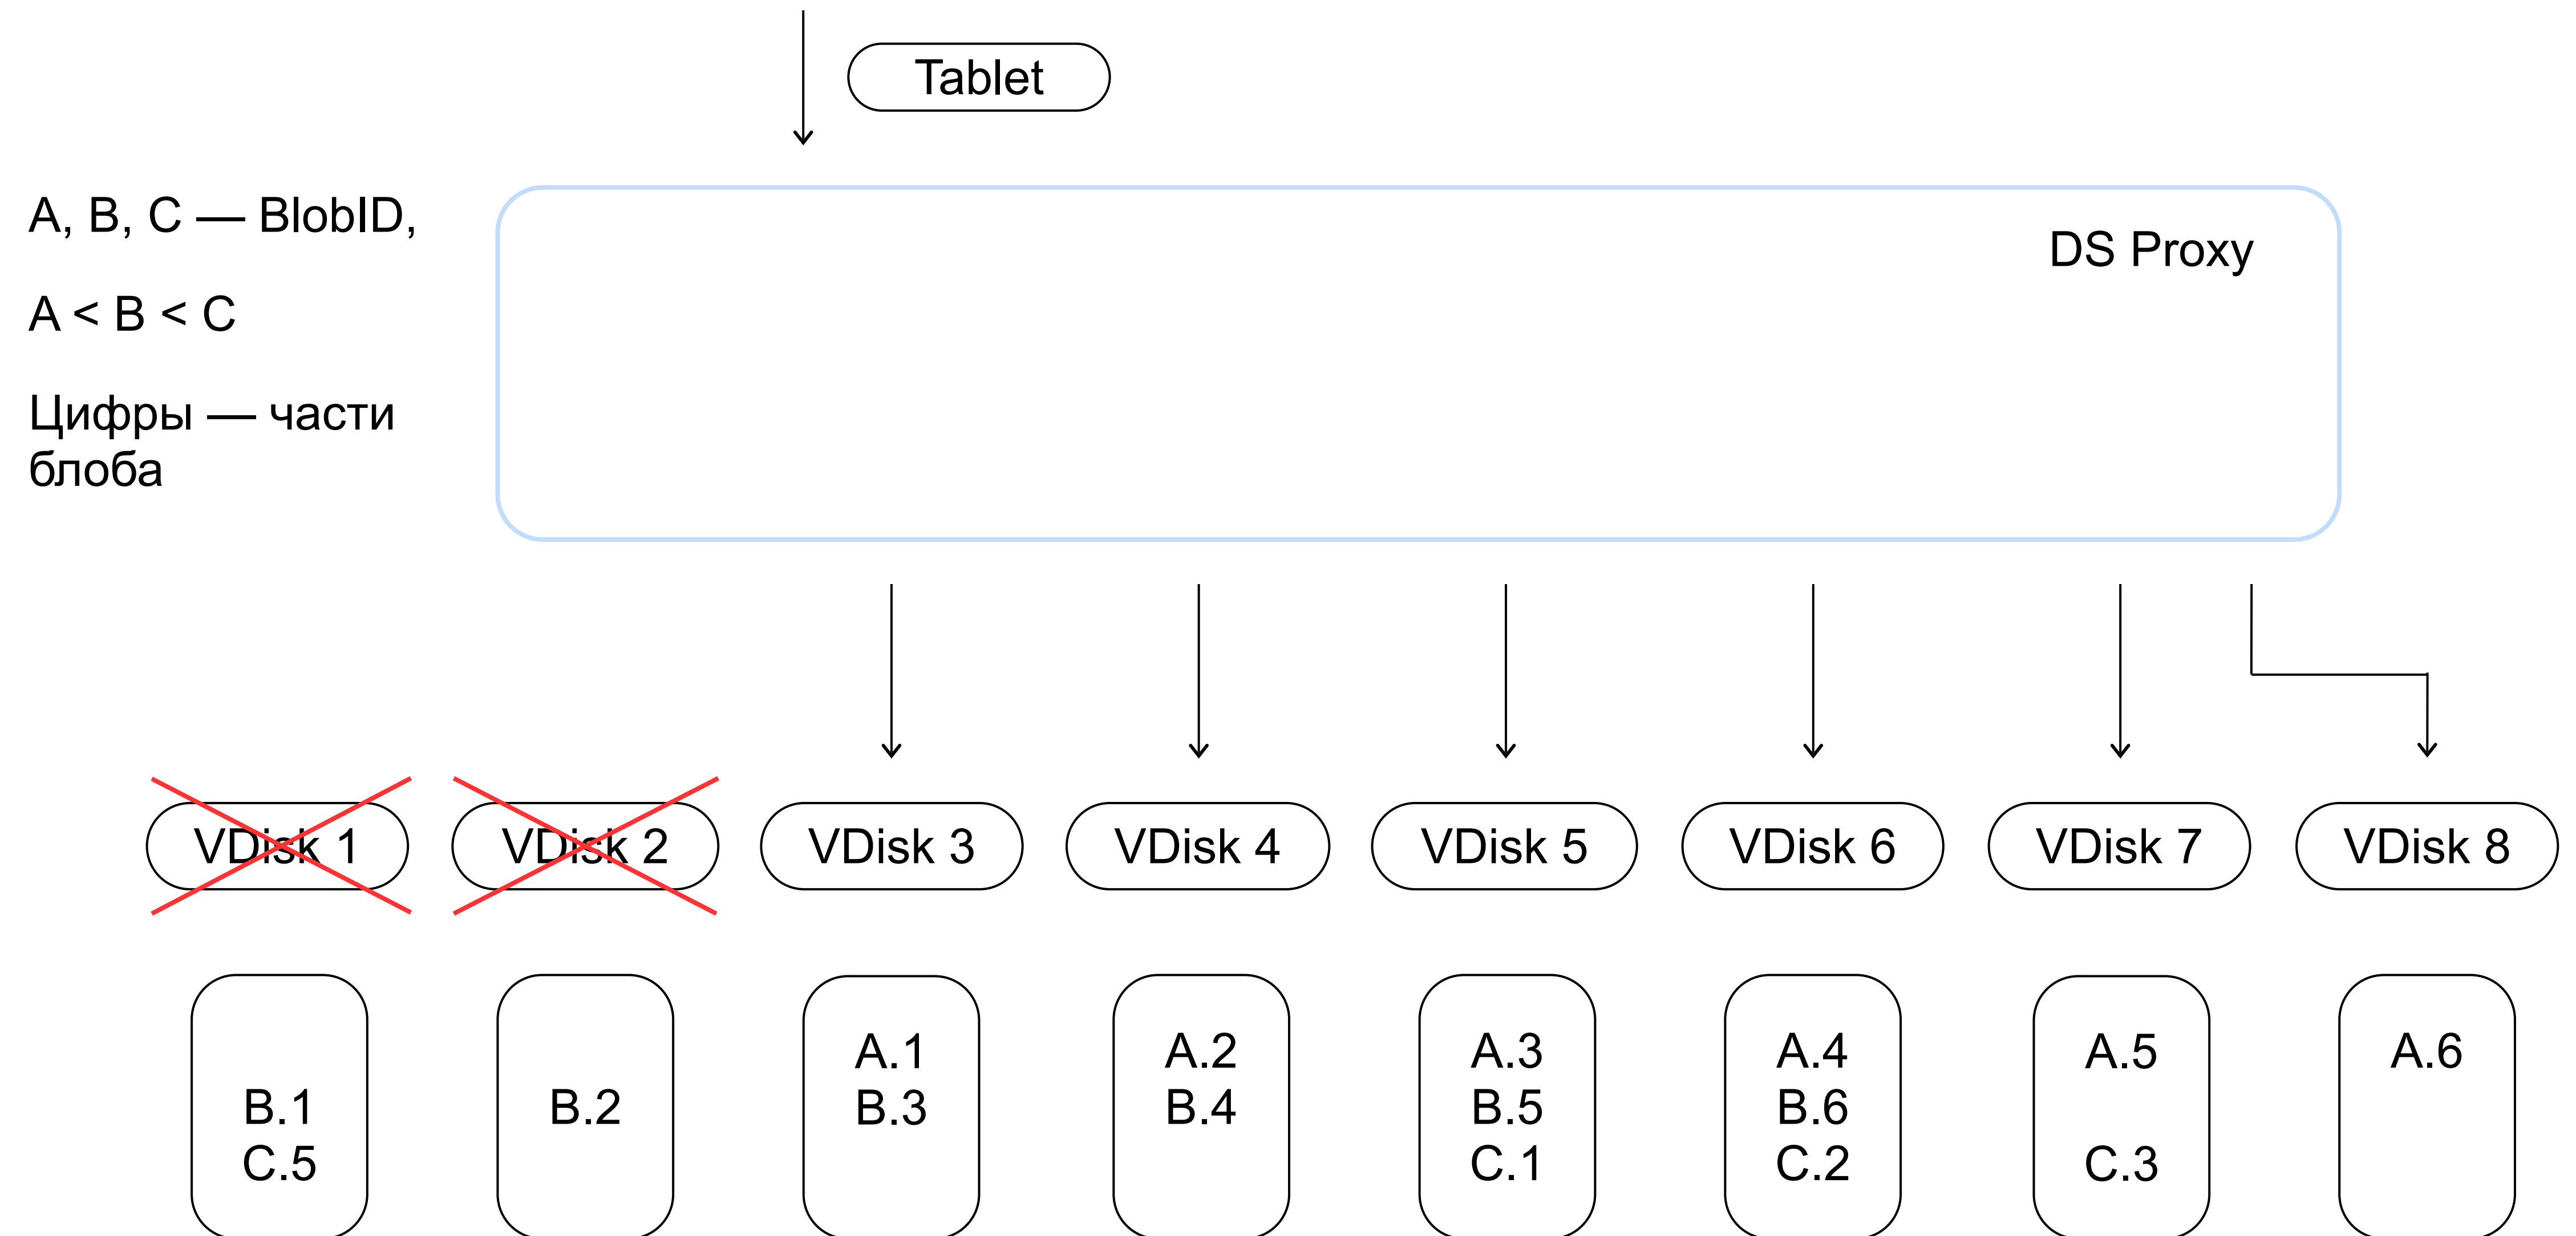 Tablet
A, B, C — BlobID,
A < B < C
Цифры — части
блоба
DS Proxy
VDisk 1
VDisk 2
VDisk 3
VDisk 4
VDisk 5
VDisk 6
VDisk 7
VDisk 8
B.1
C.5
B.2
A.1
B.3
A.2
B.4
A.3
B.5
C.1
A.4
B.6
C.2
A.5
C.3
A.6